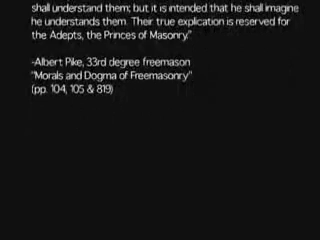 shall understand them; but it is intended that he shall imagine
he understands them. Their true explication is reserved for
the Adepts, the Princes of Masonry."
-Albert Pike, 33rd degree freemason
"Morals and Dogma of Freemasonry"
(pp. 104, 105 & 819)